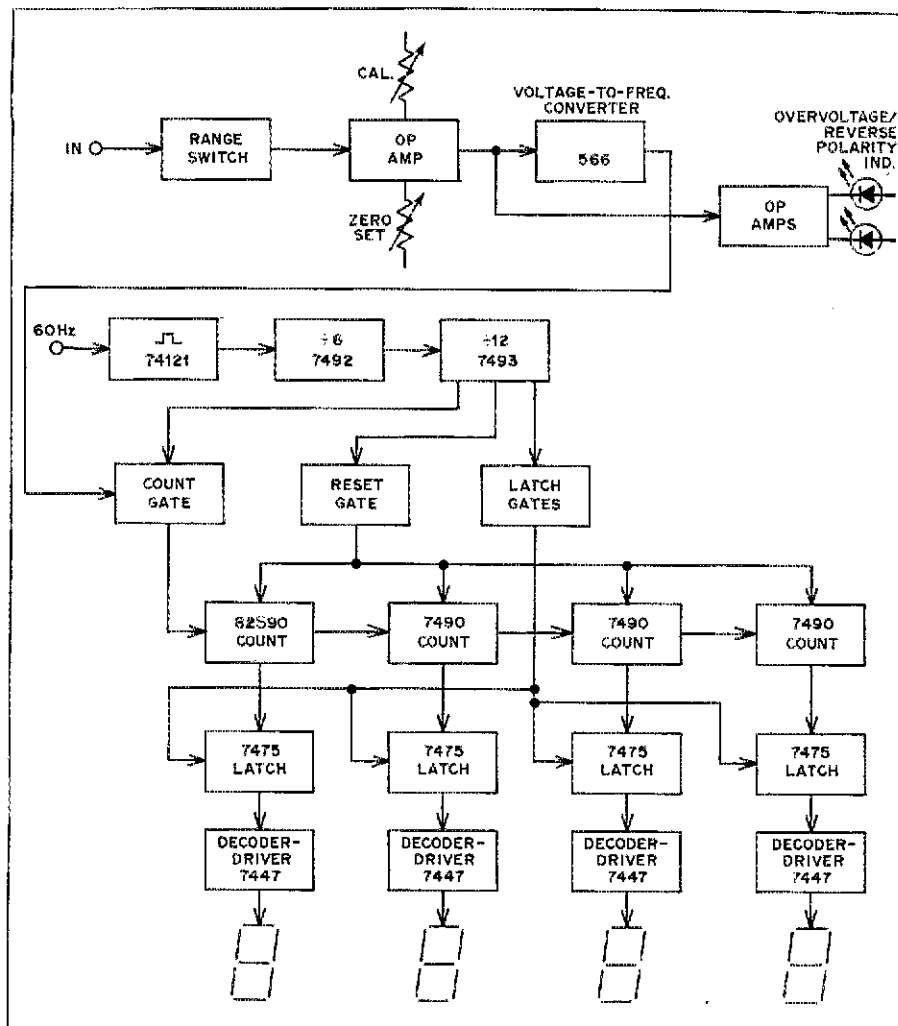 CAL.
VOLTAGE-TO-FREQ.
CONVERTER
OVERVOLTAGE/
REVERSE
POLARITY
IND.
IN
RANGE
SWITCH
OP
AMP
566
ZERO
SET
OP
AMPS
60Hz
74121
÷6
7492
÷12
7493
COUNT
GATE
RESET
GATE
LATCH
GATES
82S90
COUNT
7490
COUNT
7490
COUNT
7490
COUNT
7475
LATCH
7475
LATCH
7475
LATCH
7475
LATCH
DECODER-
DRIVER
7447
DECODER-
DRIVER
7447
DECODER-
DRIVER
7447
DECODER-
DRIVER
7447